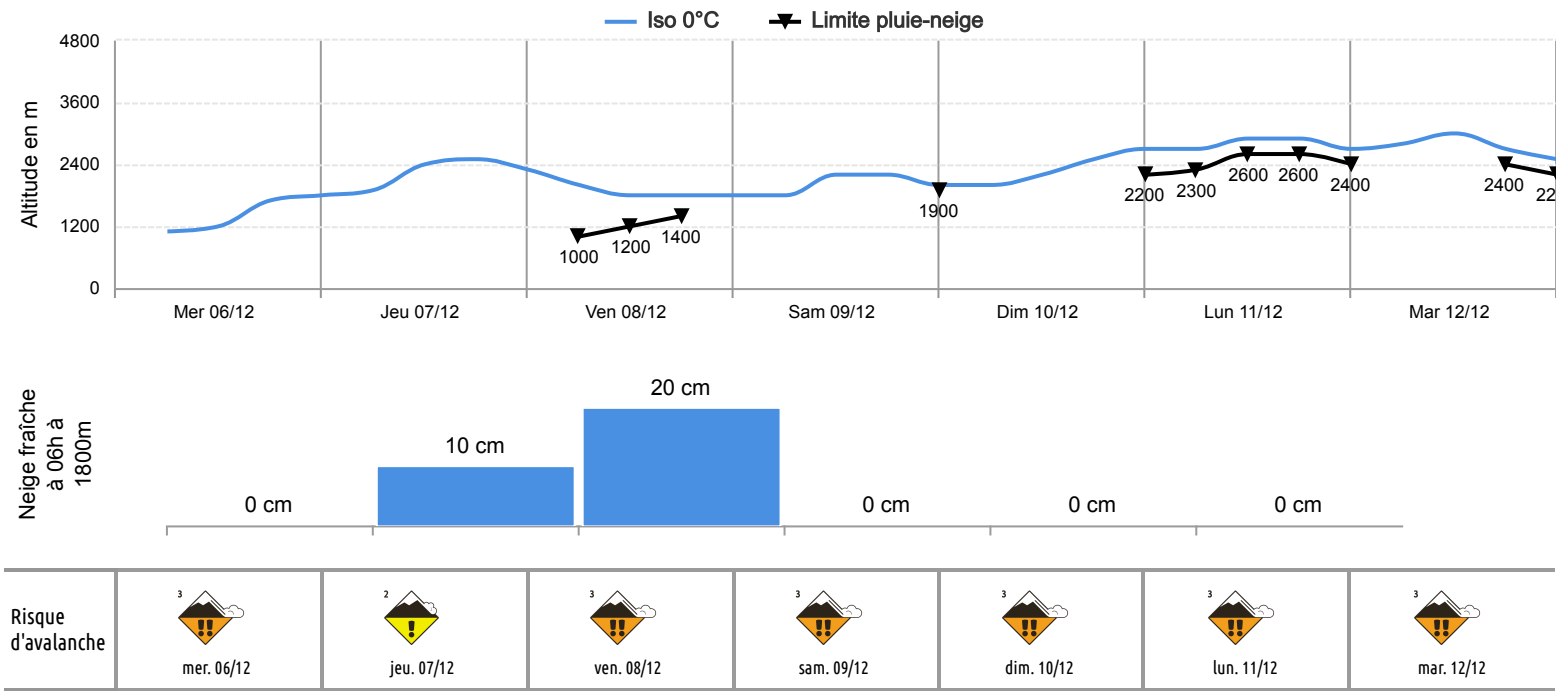 Iso 0°C Limite pluie-neige
Altitude en m
4800
3600
2400
1200
0
1000 1200 1400 1900 2200 2300 2600 2600 2400 2400 22
Mer 06/12 Jeu 07/12 Ven 08/12 Sam 09/12 Dim 10/12 Lun 11/12 Mar 12/12
Neige fraîche
à 06h à
1800m
0 cm 10 cm 20 cm 0 cm 0 cm 0 cm
Risque
d'avalanche
3 2 3 3 3 3 3
mer. 06/12 jeu. 07/12 ven. 08/12 sam. 09/12 dim. 10/12 lun. 11/12 mar. 12/12